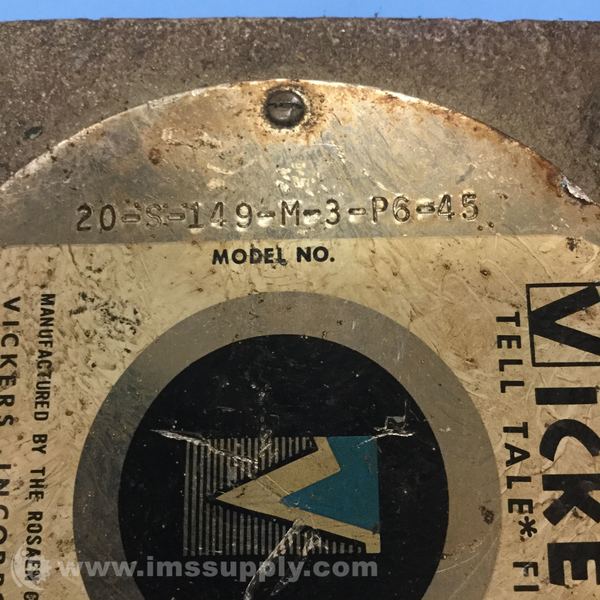 20-S-149-M-3-P6-45
MODEL NO.
VICKE
TELL TALE* FI
MANUFACTURED BY THE ROSAEN C
VICKERS INCORPO
© www.imssupply.com